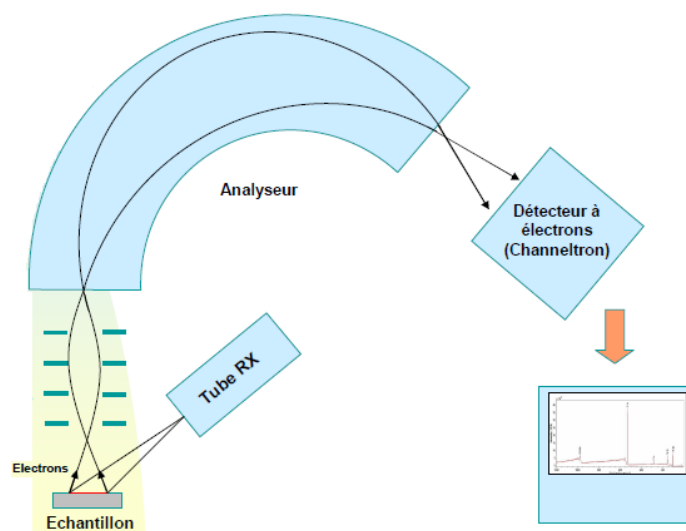 Analyseur
Détecteur à
électrons
(Channeltron)
Tube RX
Electrons
Echantillon